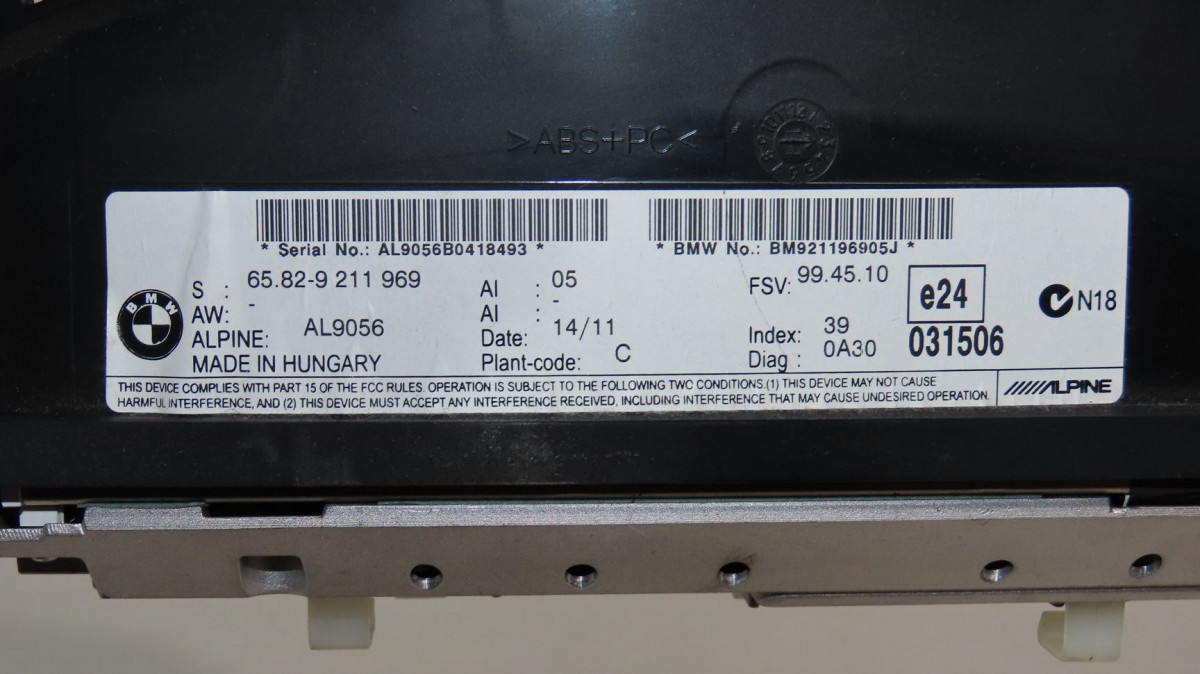 >ABS+PC<
* Serial No.: AL9056B0418493 *
* BMW No.: BM921196905J *
S : 65.82-9 211 969 AI : 05 FSV: 99.45.10 e24 N18
AW: - AI : -
ALPINE: AL9056 Date: 14/11 Index: 39 031506
MADE IN HUNGARY Plant-code: C Diag : 0A30
BMW
THIS DEVICE COMPLIES WITH PART 15 OF THE FCC RULES. OPERATION IS SUBJECT TO THE FOLLOWING TWC CONDITIONS.(1) THIS DEVICE MAY NOT CAUSE
HARMFUL INTERFERENCE, AND (2) THIS DEVICE MUST ACCEPT ANY INTERFERENCE RECEIVED, INCLUDING INTERFERENCE THAT MAY CAUSE UNDESIRED OPERATION.
ALPINE